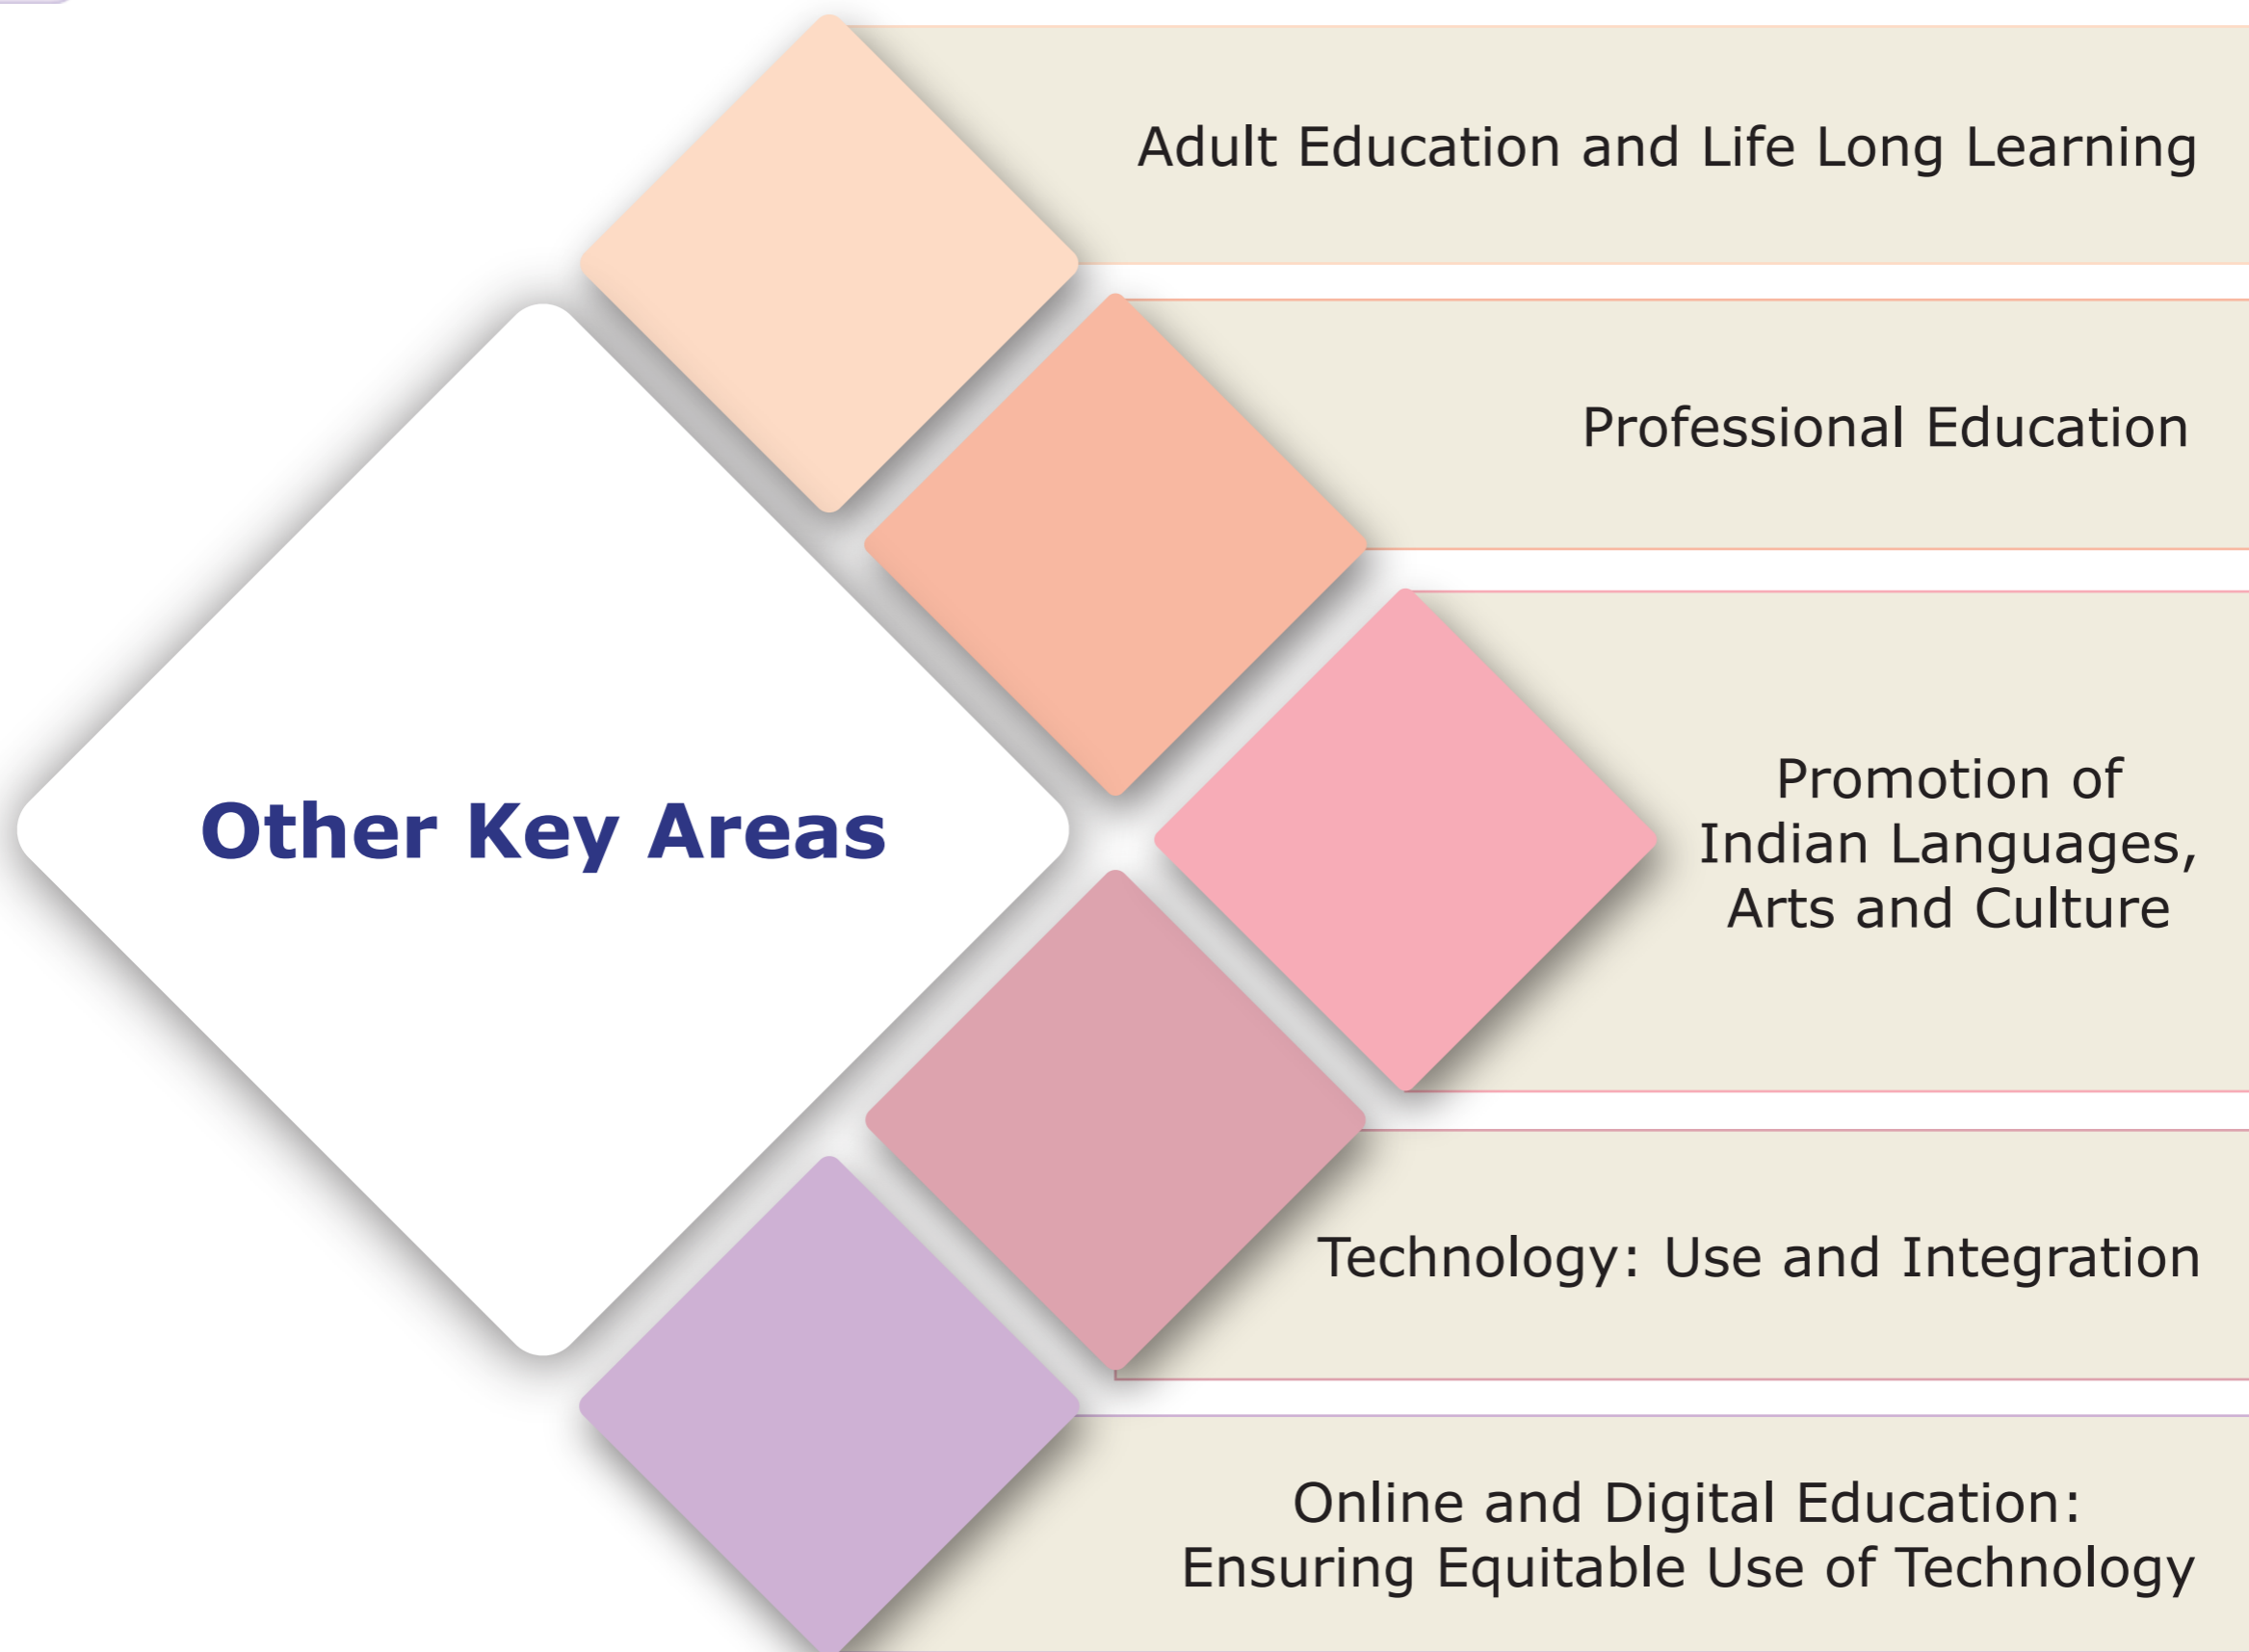 Adult Education and Life Long Learning
Professional Education
Other Key Areas
Promotion of
Indian Languages,
Arts and Culture
Technology: Use and Integration
Online and Digital Education:
Ensuring Equitable Use of Technology